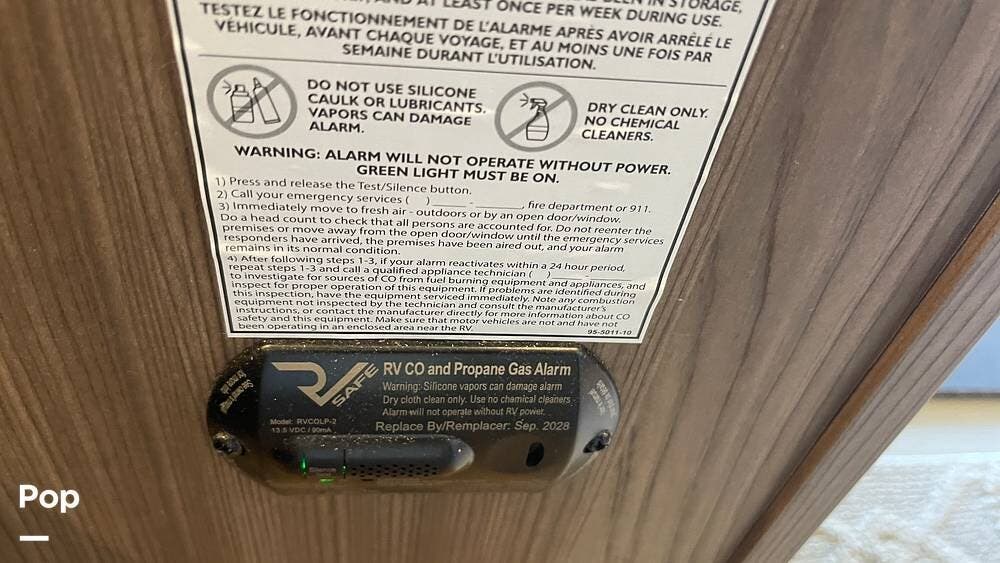 AT LEAST ONCE PER WEEK DURING USE.
TESTEZ LE FONCTIONNEMENT DE L'ALARME APRÈS AVOIR ARRÊLÉ LE
VÉHICULE, AVANT CHAQUE VOYAGE, ET AU MOINS UNE FOIS PAR
SEMAINE DURANT L'UTILISATION.
DO NOT USE SILICONE
CAULK OR LUBRICANTS.
VAPORS CAN DAMAGE
ALARM.
DRY CLEAN ONLY.
NO CHEMICAL
CLEANERS.
WARNING: ALARM WILL NOT OPERATE WITHOUT POWER.
GREEN LIGHT MUST BE ON.
1) Press and release the Test/Silence button.
2) Call your emergency services ( ) ____ - ____, fire department or 911.
3) Immediately move to fresh air - outdoors or by an open door/window.
Do a head count to check that all persons are accounted for. Do not reenter the
premises or move away from the open door/window until the emergency services
responders have arrived, the premises have been aired out, and your alarm
remains in its normal condition.
4) After following steps 1-3, if your alarm reactivates within a 24 hour period,
repeat steps 1-3 and call a qualified appliance technician ( ) ____ - ____
to investigate for sources of CO from fuel burning equipment and appliances, and
inspect for proper operation of this equipment. If problems are identified during
this inspection, have the equipment serviced immediately. Note any combustion
equipment not inspected by the technician and consult the manufacturer's
instructions, or contact the manufacturer directly for more information about CO
safety and this equipment. Make sure that motor vehicles are not and have not
been operating in an enclosed area near the RV.
95-5011-10
RV SAFE
RV CO and Propane Gas Alarm
Warning: Silicone vapors can damage alarm
Dry cloth clean only. Use no chemical cleaners
Alarm will not operate without RV power.
Model: RVCOLP-2
13.5 VDC / 90mA
Replace By/Remplacer: Sep. 2028
Silence
Pop